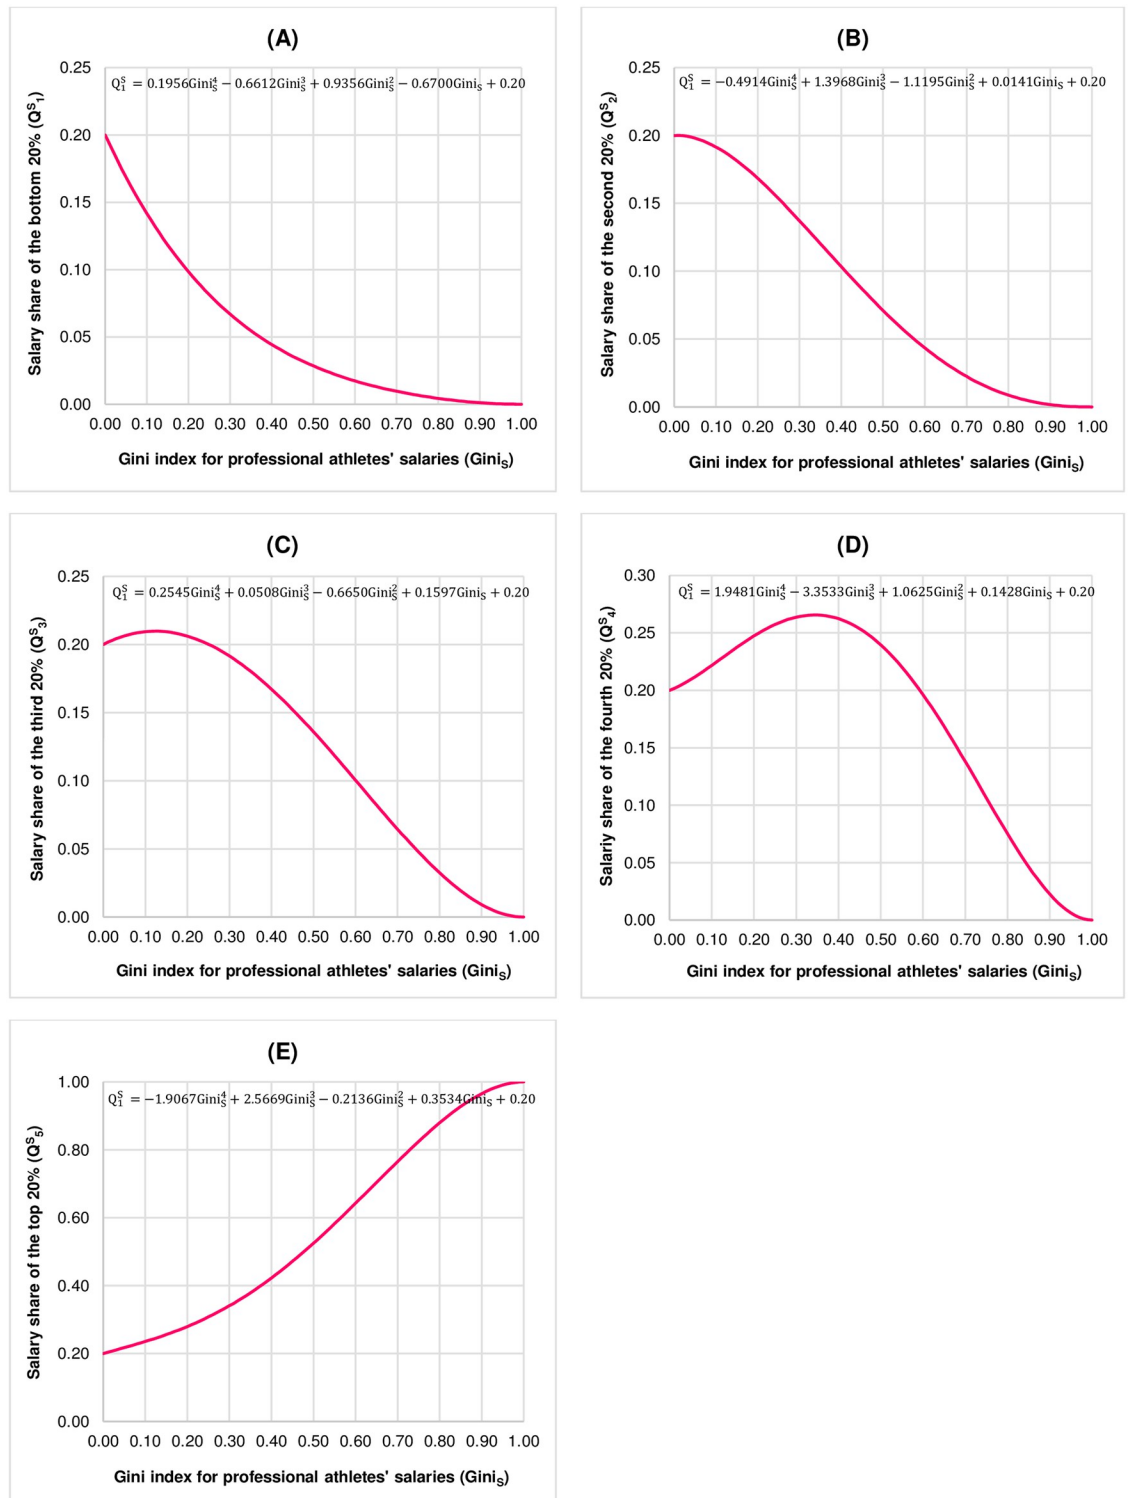 (A)
Q₁ˢ = 0.1956Giniₛ⁴ − 0.6612Giniₛ³ + 0.9356Giniₛ² − 0.6700Giniₛ + 0.20
Salary share of the bottom 20% (Qˢ₁)
0.25
0.20
0.15
0.10
0.05
0.00
0.00 0.10 0.20 0.30 0.40 0.50 0.60 0.70 0.80 0.90 1.00
Gini index for professional athletes' salaries (Giniₛ)
(B)
Q₁ˢ = −0.4914Giniₛ⁴ + 1.3968Giniₛ³ − 1.1195Giniₛ² + 0.0141Giniₛ + 0.20
Salary share of the second 20% (Qˢ₂)
0.25
0.20
0.15
0.10
0.05
0.00
0.00 0.10 0.20 0.30 0.40 0.50 0.60 0.70 0.80 0.90 1.00
Gini index for professional athletes' salaries (Giniₛ)
(C)
Q₁ˢ = 0.2545Giniₛ⁴ + 0.0508Giniₛ³ − 0.6650Giniₛ² + 0.1597Giniₛ + 0.20
Salary share of the third 20% (Qˢ₃)
0.25
0.20
0.15
0.10
0.05
0.00
0.00 0.10 0.20 0.30 0.40 0.50 0.60 0.70 0.80 0.90 1.00
Gini index for professional athletes' salaries (Giniₛ)
(D)
Q₁ˢ = 1.9481Giniₛ⁴ − 3.3533Giniₛ³ + 1.0625Giniₛ² + 0.1428Giniₛ + 0.20
Salariy share of the fourth 20% (Qˢ₄)
0.30
0.25
0.20
0.15
0.10
0.05
0.00
0.00 0.10 0.20 0.30 0.40 0.50 0.60 0.70 0.80 0.90 1.00
Gini index for professional athletes' salaries (Giniₛ)
(E)
Q₁ˢ = −1.9067Giniₛ⁴ + 2.5669Giniₛ³ − 0.2136Giniₛ² + 0.3534Giniₛ + 0.20
Salary share of the top 20% (Qˢ₅)
1.00
0.80
0.60
0.40
0.20
0.00
0.00 0.10 0.20 0.30 0.40 0.50 0.60 0.70 0.80 0.90 1.00
Gini index for professional athletes' salaries (Giniₛ)